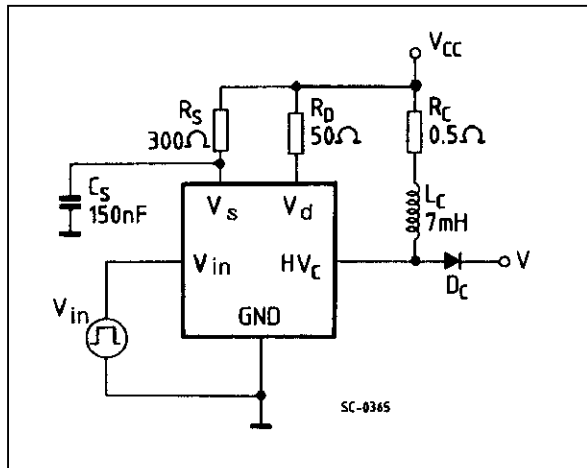 VCC
RS
300Ω
RD
50Ω
RC
0.5Ω
CS
150nF
LC
7mH
Vs
Vd
Vin
HVC
V
DC
Vin
GND
SC-0365